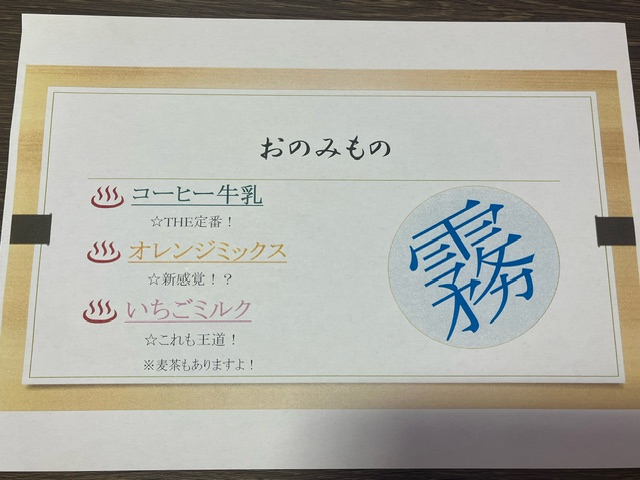 おのみもの
♨コーヒー牛乳
☆THE定番！
♨オレンジミックス
☆新感覚！？
♨いちごミルク
☆これも王道！
※麦茶もありますよ！
霧